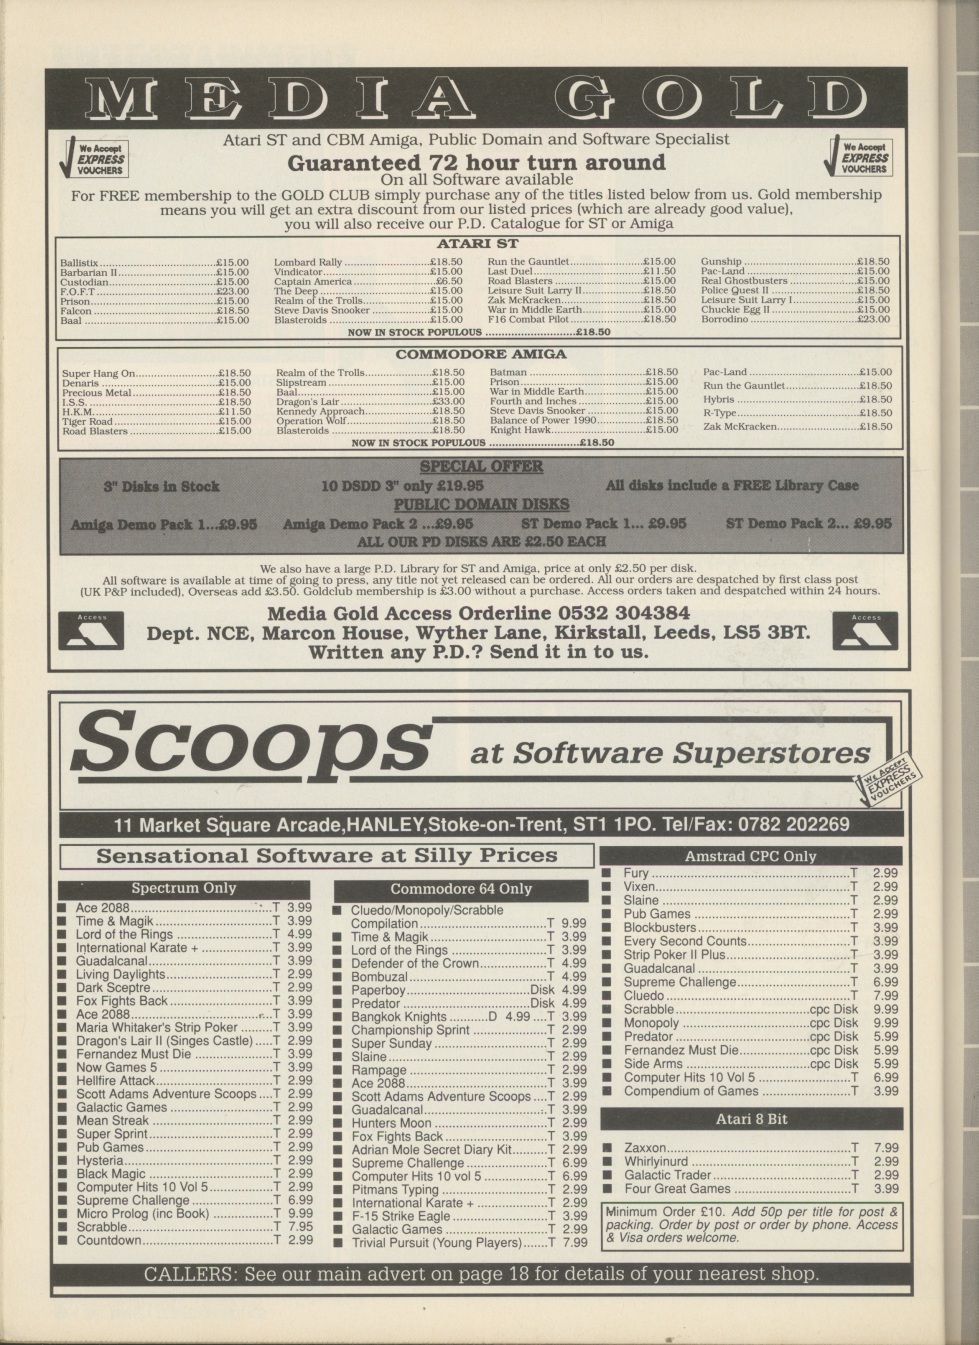 MEDIA GOLD
We Accept
EXPRESS
VOUCHERS
Atari ST and CBM Amiga, Public Domain and Software Specialist
Guaranteed 72 hour turn around
On all Software available
We Accept
EXPRESS
VOUCHERS
For FREE membership to the GOLD CLUB simply purchase any of the titles listed below from us. Gold membership
means you will get an extra discount from our listed prices (which are already good value),
you will also receive our P.D. Catalogue for ST or Amiga
ATARI ST
Ballistix.....£15.00
Barbarian II.....£15.00
Custodian.....£15.00
F.O.F.T.....£23.00
Prison.....£15.00
Falcon.....£18.50
Baal.....£15.00
Lombard Rally.....£18.50
Vindicator.....£15.00
Captain America.....£6.50
The Deep.....£15.00
Realm of the Trolls.....£15.00
Steve Davis Snooker.....£15.00
Blasteroids.....£15.00
Run the Gauntlet.....£15.00
Last Duel.....£11.50
Road Blasters.....£15.00
Leisure Suit Larry II.....£18.50
Zak McKracken.....£18.50
War in Middle Earth.....£15.00
F16 Combat Pilot.....£18.50
Gunship.....£18.50
Pac-Land.....£15.00
Real Ghostbusters.....£15.00
Police Quest II.....£18.50
Leisure Suit Larry I.....£15.00
Chuckie Egg II.....£15.00
Borrodino.....£23.00
NOW IN STOCK POPULOUS.....£18.50
COMMODORE AMIGA
Super Hang On.....£18.50
Denaris.....£15.00
Precious Metal.....£18.50
I.S.S......£18.50
H.K.M......£11.50
Tiger Road.....£15.00
Road Blasters.....£15.00
Realm of the Trolls.....£18.50
Slipstream.....£15.00
Baal.....£15.00
Dragon's Lair.....£33.00
Kennedy Approach.....£18.50
Operation Wolf.....£18.50
Blasteroids.....£18.50
Batman.....£18.50
Prison.....£15.00
War in Middle Earth.....£15.00
Fourth and Inches.....£15.00
Steve Davis Snooker.....£15.00
Balance of Power 1990.....£18.50
Knight Hawk.....£15.00
Pac-Land.....£15.00
Run the Gauntlet.....£18.50
Hybris.....£18.50
R-Type.....£18.50
Zak McKracken.....£18.50
NOW IN STOCK POPULOUS.....£18.50
SPECIAL OFFER
3" Disks in Stock 10 DSDD 3" only £19.95 All disks include a FREE Library Case
PUBLIC DOMAIN DISKS
Amiga Demo Pack 1...£9.95 Amiga Demo Pack 2 ...£9.95 ST Demo Pack 1... £9.95 ST Demo Pack 2... £9.95
ALL OUR PD DISKS ARE £2.50 EACH
We also have a large P.D. Library for ST and Amiga, price at only £2.50 per disk.
All software is available at time of going to press, any title not yet released can be ordered. All our orders are despatched by first class post
(UK P&P included), Overseas add £3.50. Goldclub membership is £3.00 without a purchase. Access orders taken and despatched within 24 hours.
Access
Media Gold Access Orderline 0532 304384
Dept. NCE, Marcon House, Wyther Lane, Kirkstall, Leeds, LS5 3BT.
Written any P.D.? Send it in to us.
Access
Scoops at Software Superstores
WE ACCEPT
EXPRESS
VOUCHERS
11 Market Square Arcade,HANLEY,Stoke-on-Trent, ST1 1PO. Tel/Fax: 0782 202269
Sensational Software at Silly Prices
Spectrum Only
Ace 2088.....T 3.99
Time & Magik.....T 3.99
Lord of the Rings.....T 4.99
International Karate +.....T 3.99
Guadalcanal.....T 3.99
Living Daylights.....T 2.99
Dark Sceptre.....T 2.99
Fox Fights Back.....T 3.99
Ace 2088.....T 3.99
Maria Whitaker's Strip Poker.....T 3.99
Dragon's Lair II (Singes Castle).....T 2.99
Fernandez Must Die.....T 3.99
Now Games 5.....T 3.99
Hellfire Attack.....T 2.99
Scott Adams Adventure Scoops....T 2.99
Galactic Games.....T 2.99
Mean Streak.....T 2.99
Super Sprint.....T 2.99
Pub Games.....T 2.99
Hysteria.....T 2.99
Black Magic.....T 2.99
Computer Hits 10 Vol 5.....T 2.99
Supreme Challenge.....T 6.99
Micro Prolog (inc Book).....T 9.99
Scrabble.....T 7.95
Countdown.....T 2.99
Commodore 64 Only
Cluedo/Monopoly/Scrabble
Compilation.....T 9.99
Time & Magik.....T 3.99
Lord of the Rings.....T 3.99
Defender of the Crown.....T 4.99
Bombuzal.....T 4.99
Paperboy.....Disk 4.99
Predator.....Disk 4.99
Bangkok Knights.....D 4.99....T 3.99
Championship Sprint.....T 2.99
Super Sunday.....T 2.99
Slaine.....T 2.99
Rampage.....T 2.99
Ace 2088.....T 3.99
Scott Adams Adventure Scoops....T 2.99
Guadalcanal.....T 3.99
Hunters Moon.....T 2.99
Fox Fights Back.....T 3.99
Adrian Mole Secret Diary Kit.....T 2.99
Supreme Challenge.....T 6.99
Computer Hits 10 vol 5.....T 6.99
Pitmans Typing.....T 2.99
International Karate +.....T 2.99
F-15 Strike Eagle.....T 3.99
Galactic Games.....T 2.99
Trivial Pursuit (Young Players).....T 7.99
Amstrad CPC Only
Fury.....T 2.99
Vixen.....T 2.99
Slaine.....T 2.99
Pub Games.....T 2.99
Blockbusters.....T 3.99
Every Second Counts.....T 3.99
Strip Poker II Plus.....T 3.99
Guadalcanal.....T 3.99
Supreme Challenge.....T 6.99
Cluedo.....T 7.99
Scrabble.....cpc Disk 9.99
Monopoly.....cpc Disk 9.99
Predator.....cpc Disk 5.99
Fernandez Must Die.....cpc Disk 5.99
Side Arms.....cpc Disk 5.99
Computer Hits 10 Vol 5.....T 6.99
Compendium of Games.....T 3.99
Atari 8 Bit
Zaxxon.....T 7.99
Whirlyinurd.....T 2.99
Galactic Trader.....T 2.99
Four Great Games.....T 3.99
Minimum Order £10. Add 50p per title for post &
packing. Order by post or order by phone. Access
& Visa orders welcome.
CALLERS: See our main advert on page 18 for details of your nearest shop.